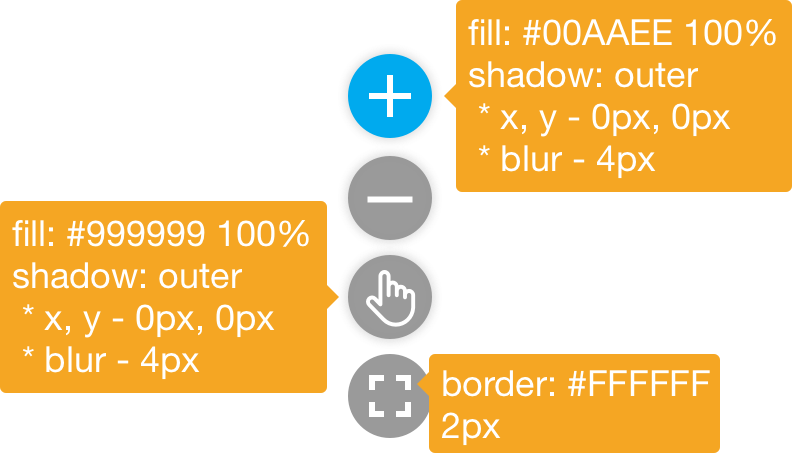 fill: #00AAEE 100%
shadow: outer
* x, y - 0px, 0px
* blur - 4px
fill: #999999 100%
shadow: outer
* x, y - 0px, 0px
* blur - 4px
border: #FFFFFF
2px